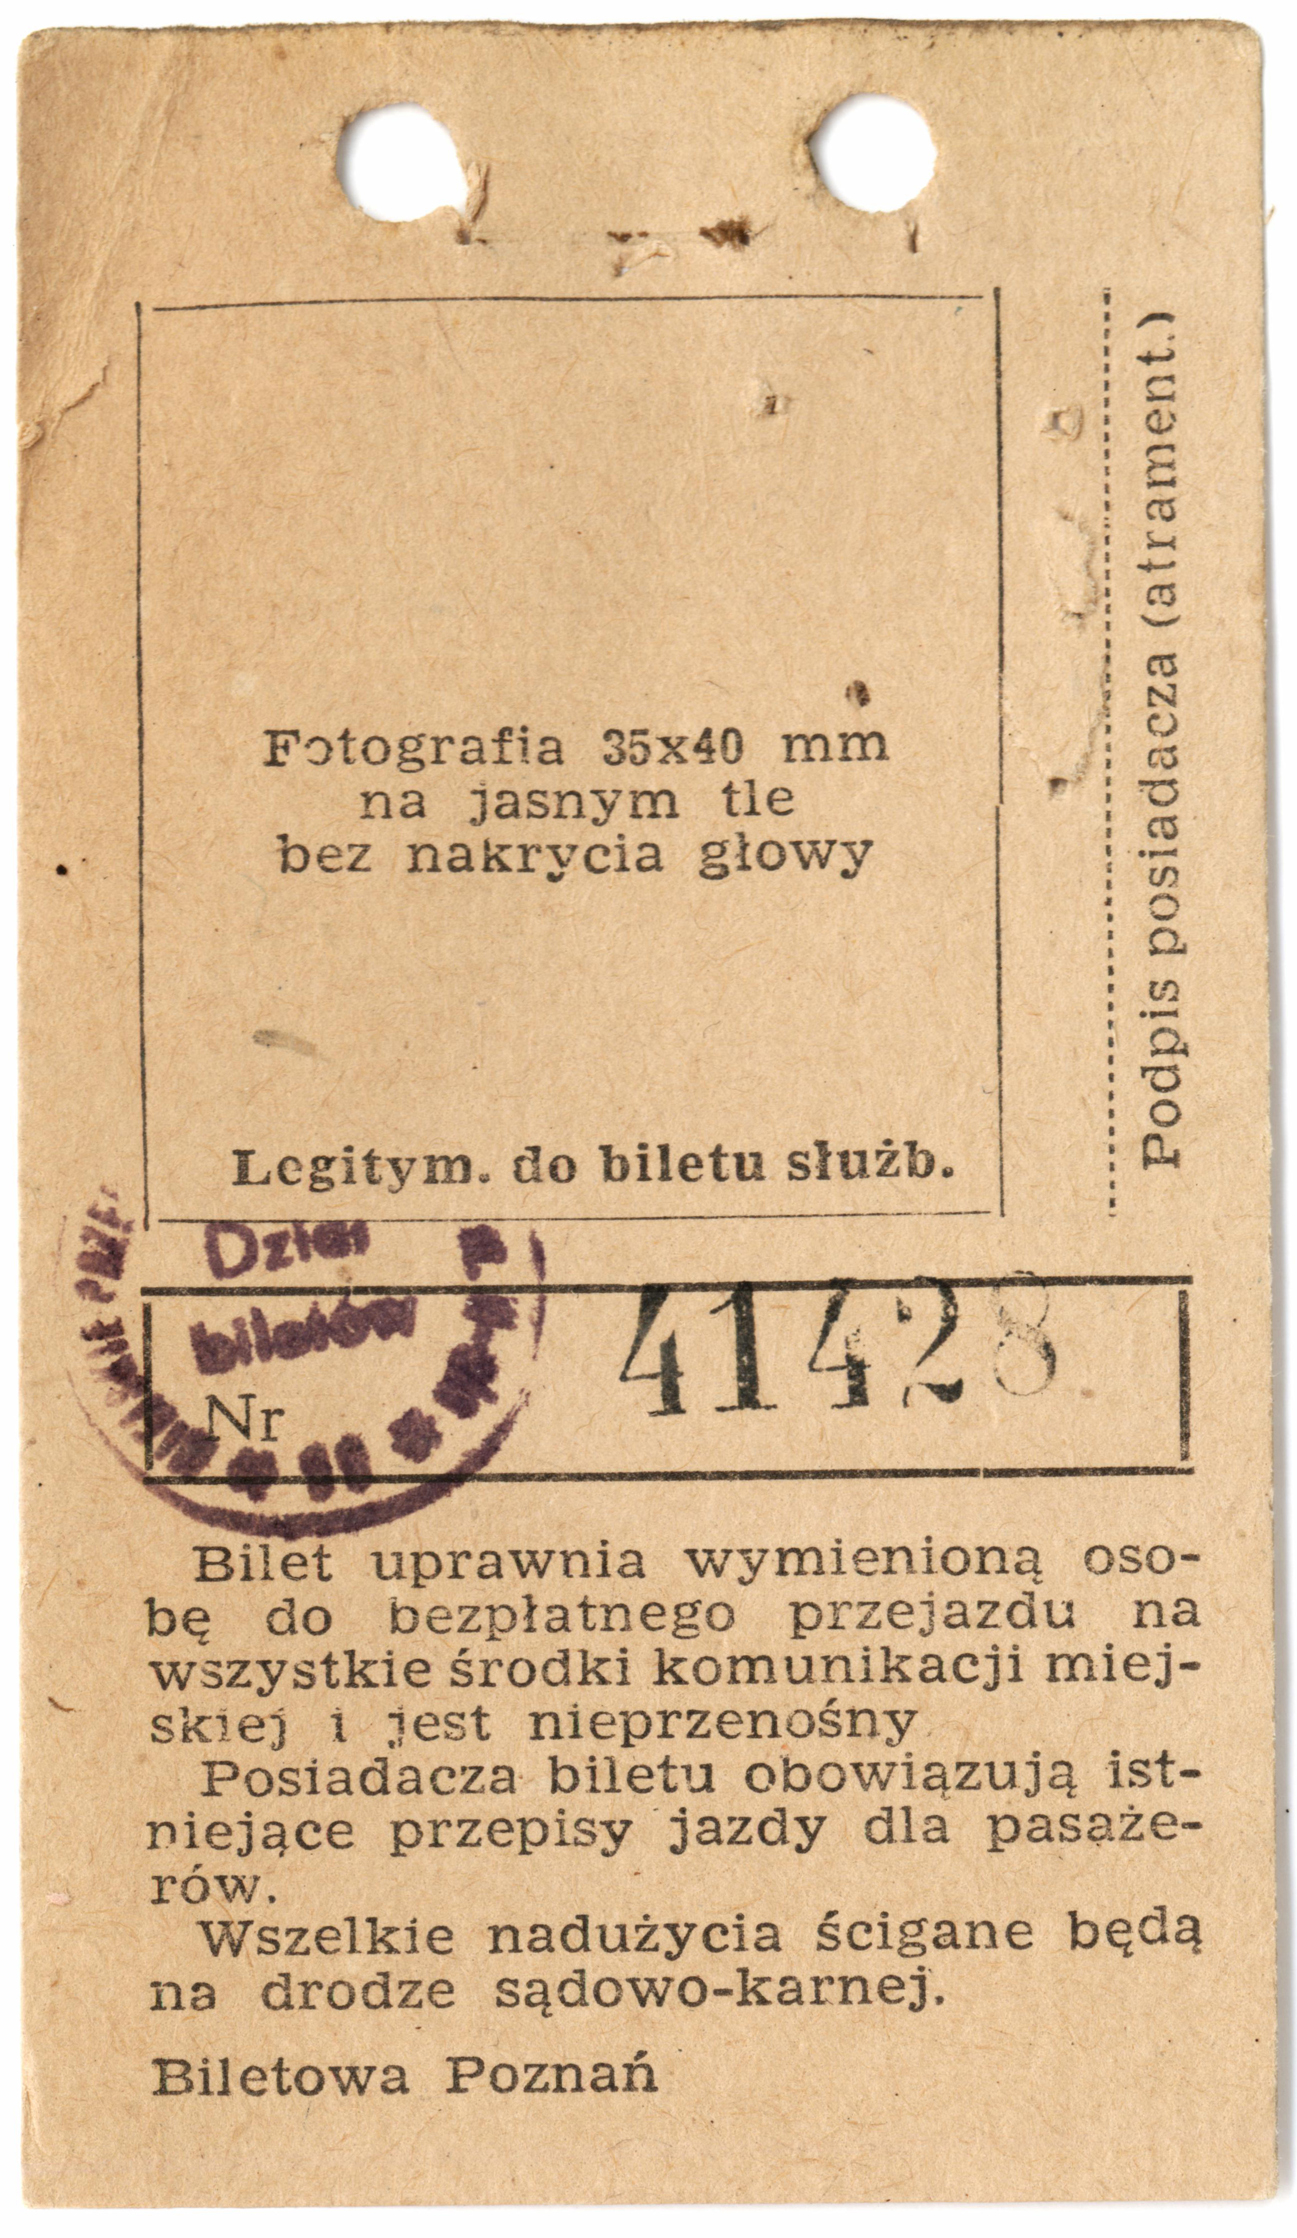 Fotografia 35x40 mm
na jasnym tle
bez nakrycia głowy
Legitym. do biletu służb.
Podpis posiadacza (atrament.)
Dział
biletów
Nr 41428
Bilet uprawnia wymienioną oso-
bę do bezpłatnego przejazdu na
wszystkie środki komunikacji miej-
skiej i jest nieprzenośny
Posiadacza biletu obowiązują ist-
niejące przepisy jazdy dla pasaże-
rów.
Wszelkie nadużycia ścigane będą
na drodze sądowo-karnej.
Biletowa Poznań